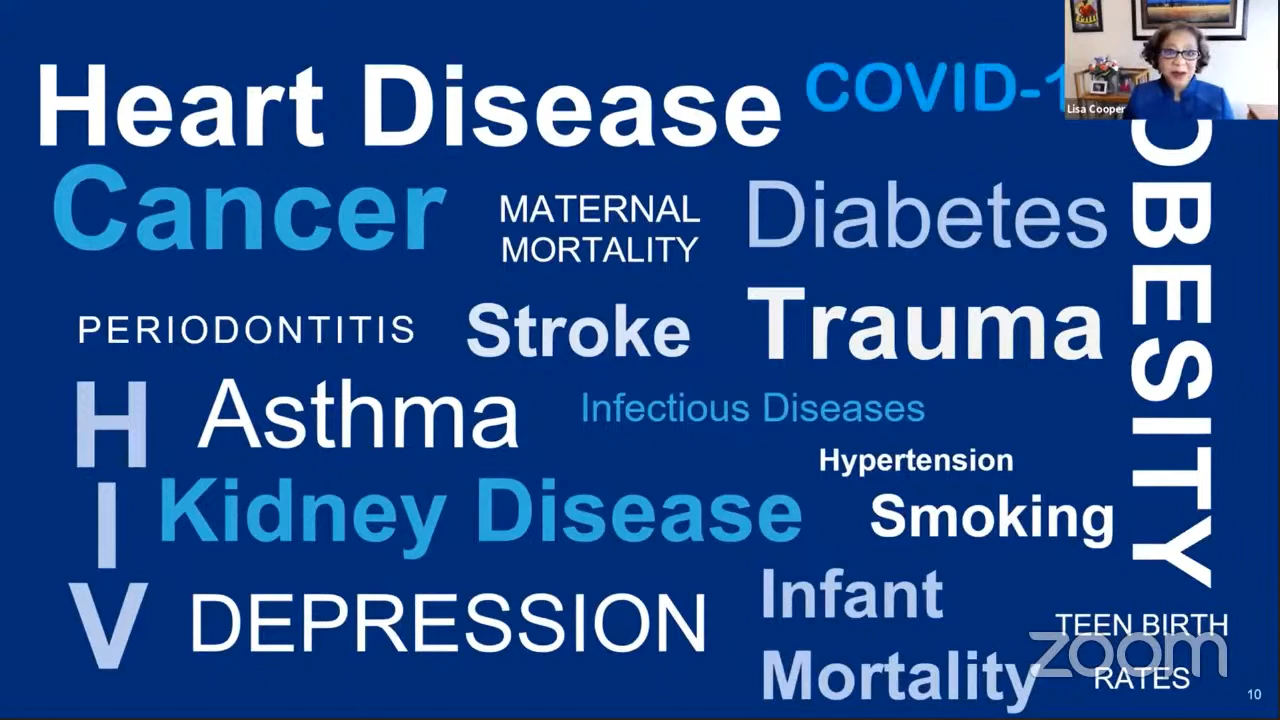 Heart Disease
COVID-1
Lisa Cooper
Cancer
MATERNAL
MORTALITY
Diabetes
OBESITY
PERIODONTITIS
Stroke
Trauma
HIV
Asthma
Infectious Diseases
Hypertension
Kidney Disease
Smoking
DEPRESSION
Infant
Mortality
TEEN BIRTH
RATES
zoom
10